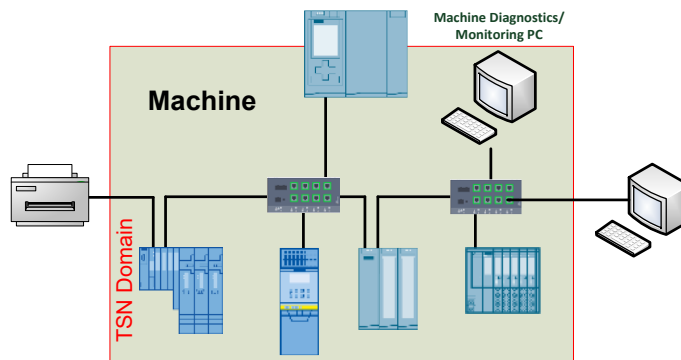 Machine Diagnostics/
Monitoring PC
Machine
TSN Domain